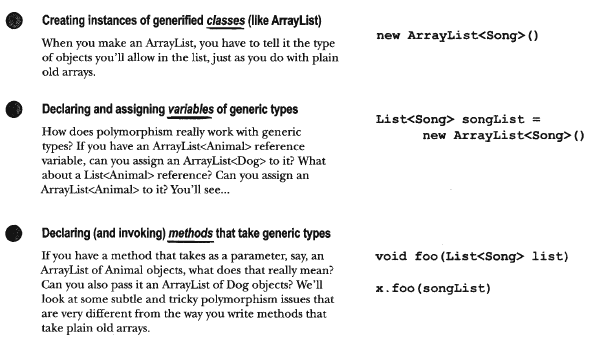 Creating instances of generified classes (like ArrayList)
When you make an ArrayList, you have to tell it the type
of objects you'll allow in the list, just as you do with plain
old arrays.
new ArrayList<Song>()
Declaring and assigning variables of generic types
How does polymorphism really work with generic
types? If you have an ArrayList<Animal> reference
variable, can you assign an ArrayList<Dog> to it? What
about a List<Animal> reference? Can you assign an
ArrayList<Animal> to it? You'll see...
List<Song> songList =
new ArrayList<Song>()
Declaring (and invoking) methods that take generic types
If you have a method that takes as a parameter, say, an
ArrayList of Animal objects, what does that really mean?
Can you also pass it an ArrayList of Dog objects? We'll
look at some subtle and tricky polymorphism issues that
are very different from the way you write methods that
take plain old arrays.
void foo(List<Song> list)
x.foo(songList)